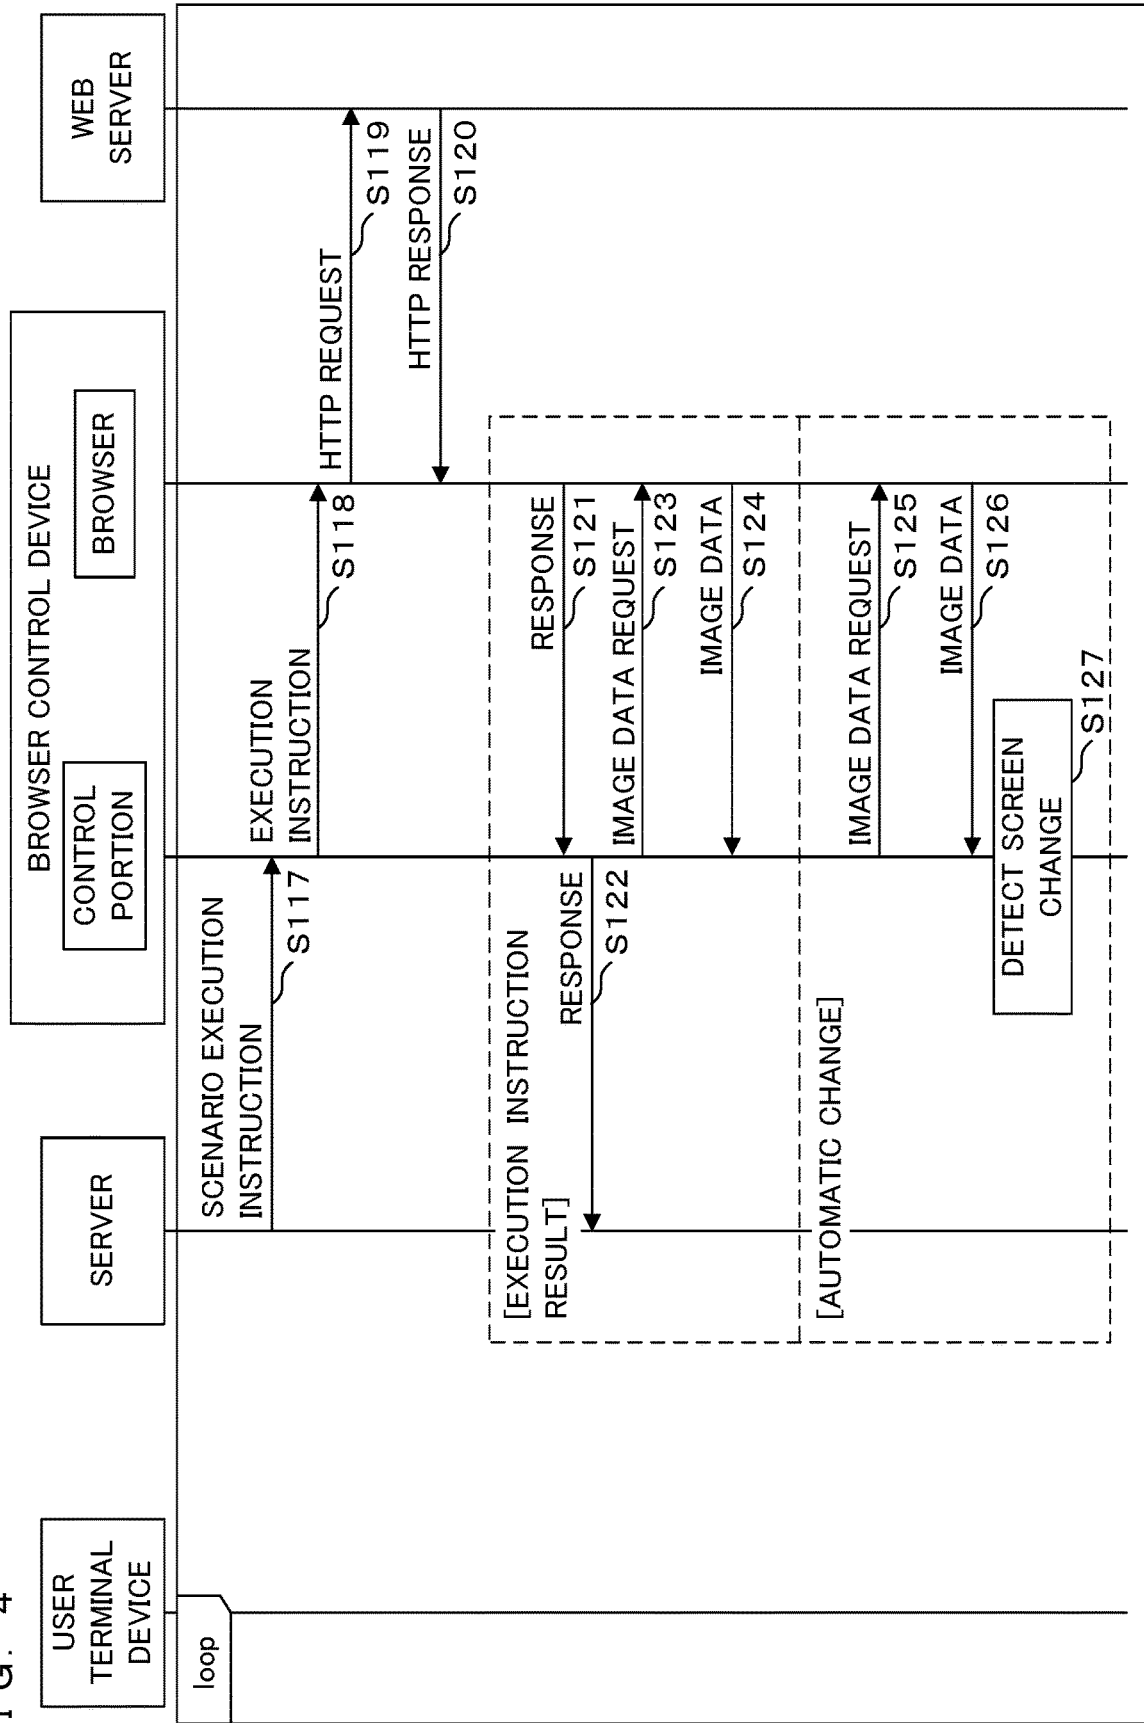 FIG. 4
USER
TERMINAL
DEVICE
SERVER
BROWSER CONTROL DEVICE
CONTROL
PORTION
BROWSER
WEB
SERVER
loop
SCENARIO EXECUTION
INSTRUCTION
S117
EXECUTION
INSTRUCTION
S118
HTTP REQUEST
S119
HTTP RESPONSE
S120
[EXECUTION INSTRUCTION
RESULT]
RESPONSE
S121
RESPONSE
S122
IMAGE DATA REQUEST
S123
IMAGE DATA
S124
[AUTOMATIC CHANGE]
IMAGE DATA REQUEST
S125
IMAGE DATA
S126
DETECT SCREEN
CHANGE
S127